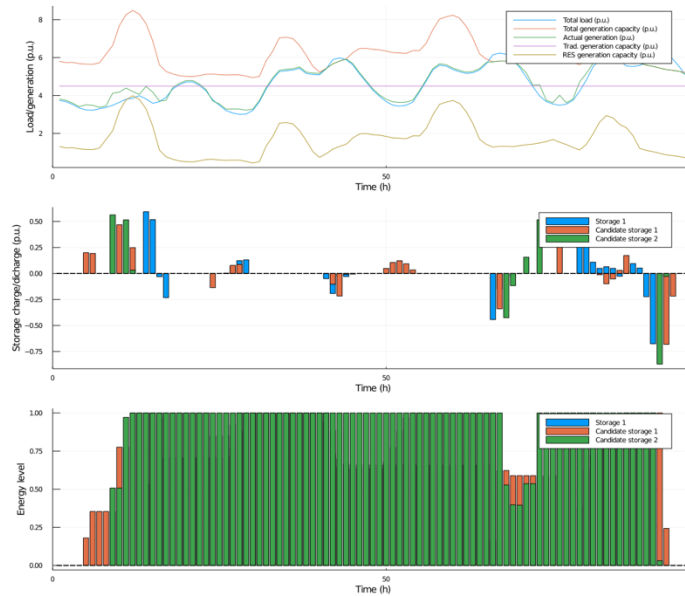 Load/generation (p.u.)
8
6
4
2
Total load (p.u.)
Total generation capacity (p.u.)
Actual generation (p.u.)
Trad. generation capacity (p.u.)
RES generation capacity (p.u.)
0
50
Time (h)
Storage charge/dicharge (p.u.)
0.50
0.25
0.00
−0.25
−0.50
−0.75
Storage 1
Candidate storage 1
Candidate storage 2
0
50
Time (h)
Energy level
1.00
0.75
0.50
0.25
0.00
Storage 1
Candidate storage 1
Candidate storage 2
0
50
Time (h)